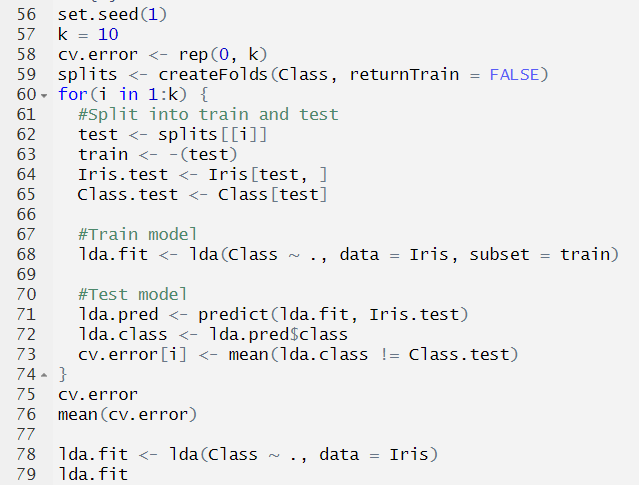 56 set.seed(1)
57 k = 10
58 cv.error <- rep(0, k)
59 splits <- createFolds(Class, returnTrain = FALSE)
60 for(i in 1:k) {
61   #Split into train and test
62   test <- splits[[i]]
63   train <- -(test)
64   Iris.test <- Iris[test, ]
65   Class.test <- Class[test]
66
67   #Train model
68   lda.fit <- lda(Class ~ ., data = Iris, subset = train)
69
70   #Test model
71   lda.pred <- predict(lda.fit, Iris.test)
72   lda.class <- lda.pred$class
73   cv.error[i] <- mean(lda.class != Class.test)
74 }
75 cv.error
76 mean(cv.error)
77
78 lda.fit <- lda(Class ~ ., data = Iris)
79 lda.fit